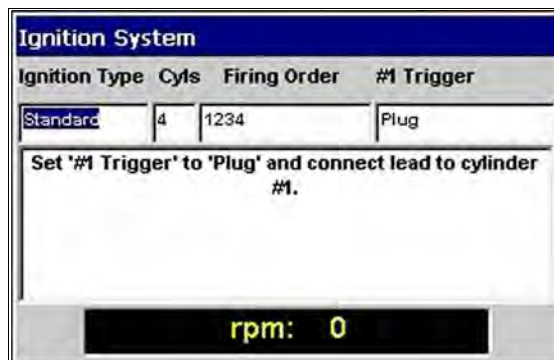 Ignition System
Ignition Type Cyls Firing Order #1 Trigger
Standard 4 1234 Plug
Set '#1 Trigger' to 'Plug' and connect lead to cylinder
#1.
rpm: 0